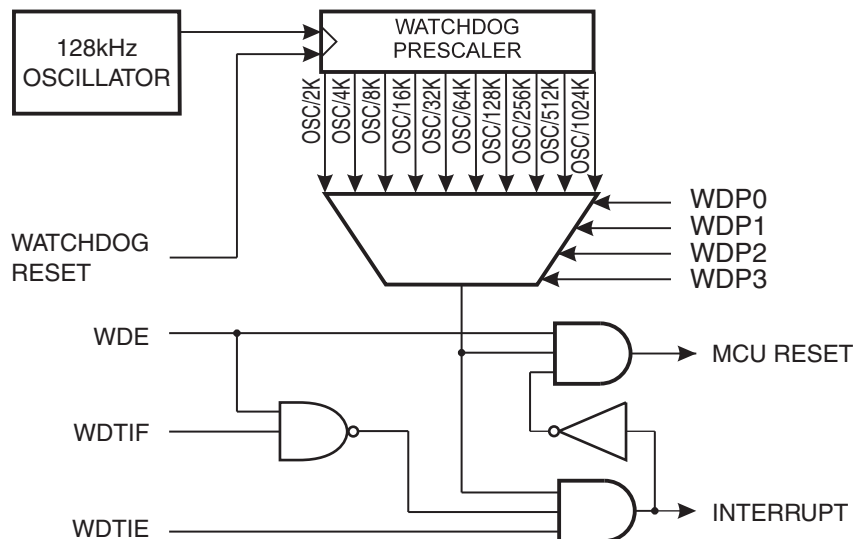 128kHz
OSCILLATOR
WATCHDOG
PRESCALER
OSC/2K
OSC/4K
OSC/8K
OSC/16K
OSC/32K
OSC/64K
OSC/128K
OSC/256K
OSC/512K
OSC/1024K
WATCHDOG
RESET
WDP0
WDP1
WDP2
WDP3
WDE
MCU RESET
WDTIF
INTERRUPT
WDTIE